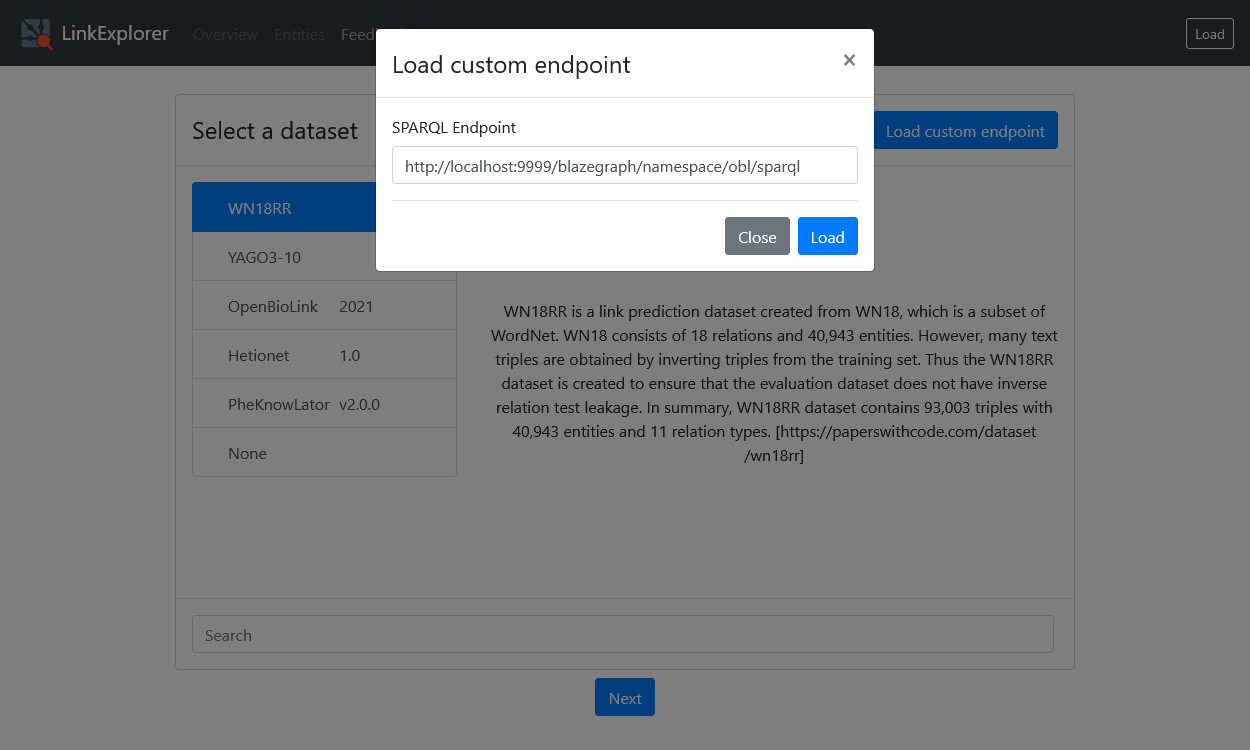 LinkExplorer Overview Entities Feed
Load
Load custom endpoint ×
Select a dataset
Load custom endpoint
SPARQL Endpoint
http://localhost:9999/blazegraph/namespace/obl/sparql
Close Load
WN18RR
YAGO3-10
OpenBioLink 2021
Hetionet 1.0
PheKnowLator v2.0.0
None
WN18RR is a link prediction dataset created from WN18, which is a subset of
WordNet. WN18 consists of 18 relations and 40,943 entities. However, many text
triples are obtained by inverting triples from the training set. Thus the WN18RR
dataset is created to ensure that the evaluation dataset does not have inverse
relation test leakage. In summary, WN18RR dataset contains 93,003 triples with
40,943 entities and 11 relation types. [https://paperswithcode.com/dataset
/wn18rr]
Search
Next